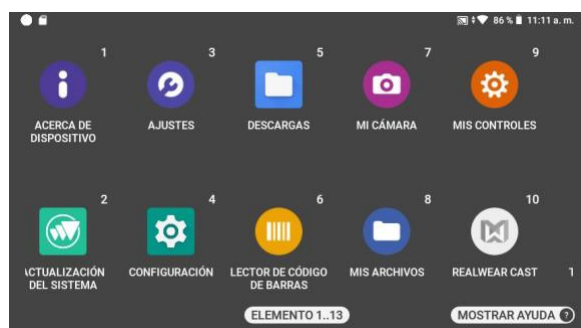 86 % 11:11 a. m.
1 3 5 7 9
ACERCA DE
DISPOSITIVO
AJUSTES
DESCARGAS
MI CÁMARA
MIS CONTROLES
2 4 6 8 10
ACTUALIZACIÓN
DEL SISTEMA
CONFIGURACIÓN
LECTOR DE CÓDIGO
DE BARRAS
MIS ARCHIVOS
REALWEAR CAST
1
ELEMENTO 1..13
MOSTRAR AYUDA ?